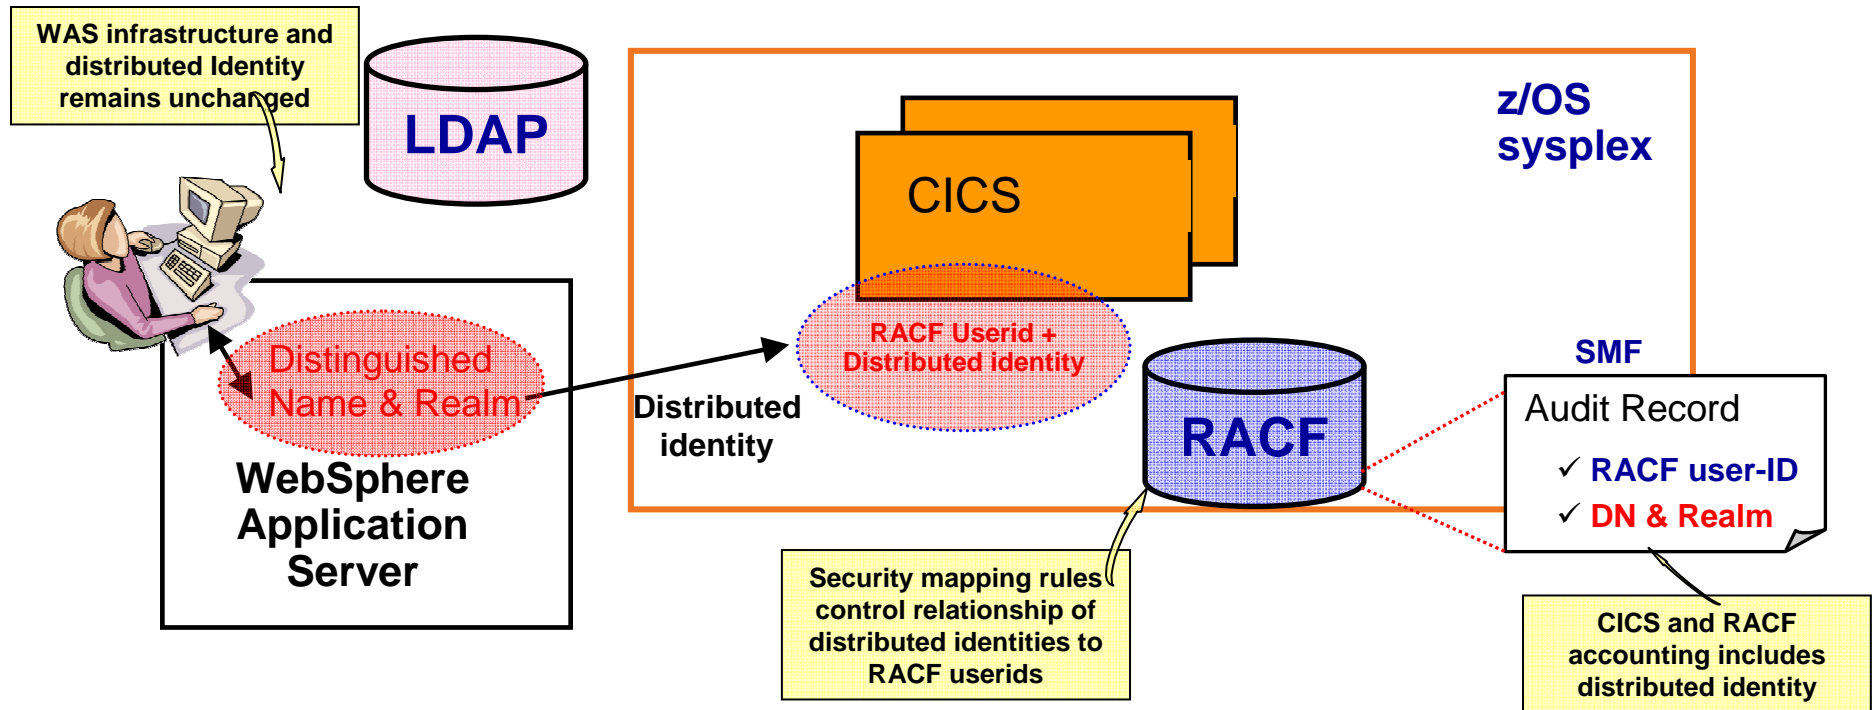 WAS infrastructure and
distributed Identity
remains unchanged
LDAP
z/OS
sysplex
CICS
RACF Userid +
Distributed identity
Distinguished
Name & Realm
Distributed
identity
WebSphere
Application
Server
RACF
SMF
Audit Record
✓ RACF user-ID
✓ DN & Realm
Security mapping rules
control relationship of
distributed identities to
RACF userids
CICS and RACF
accounting includes
distributed identity